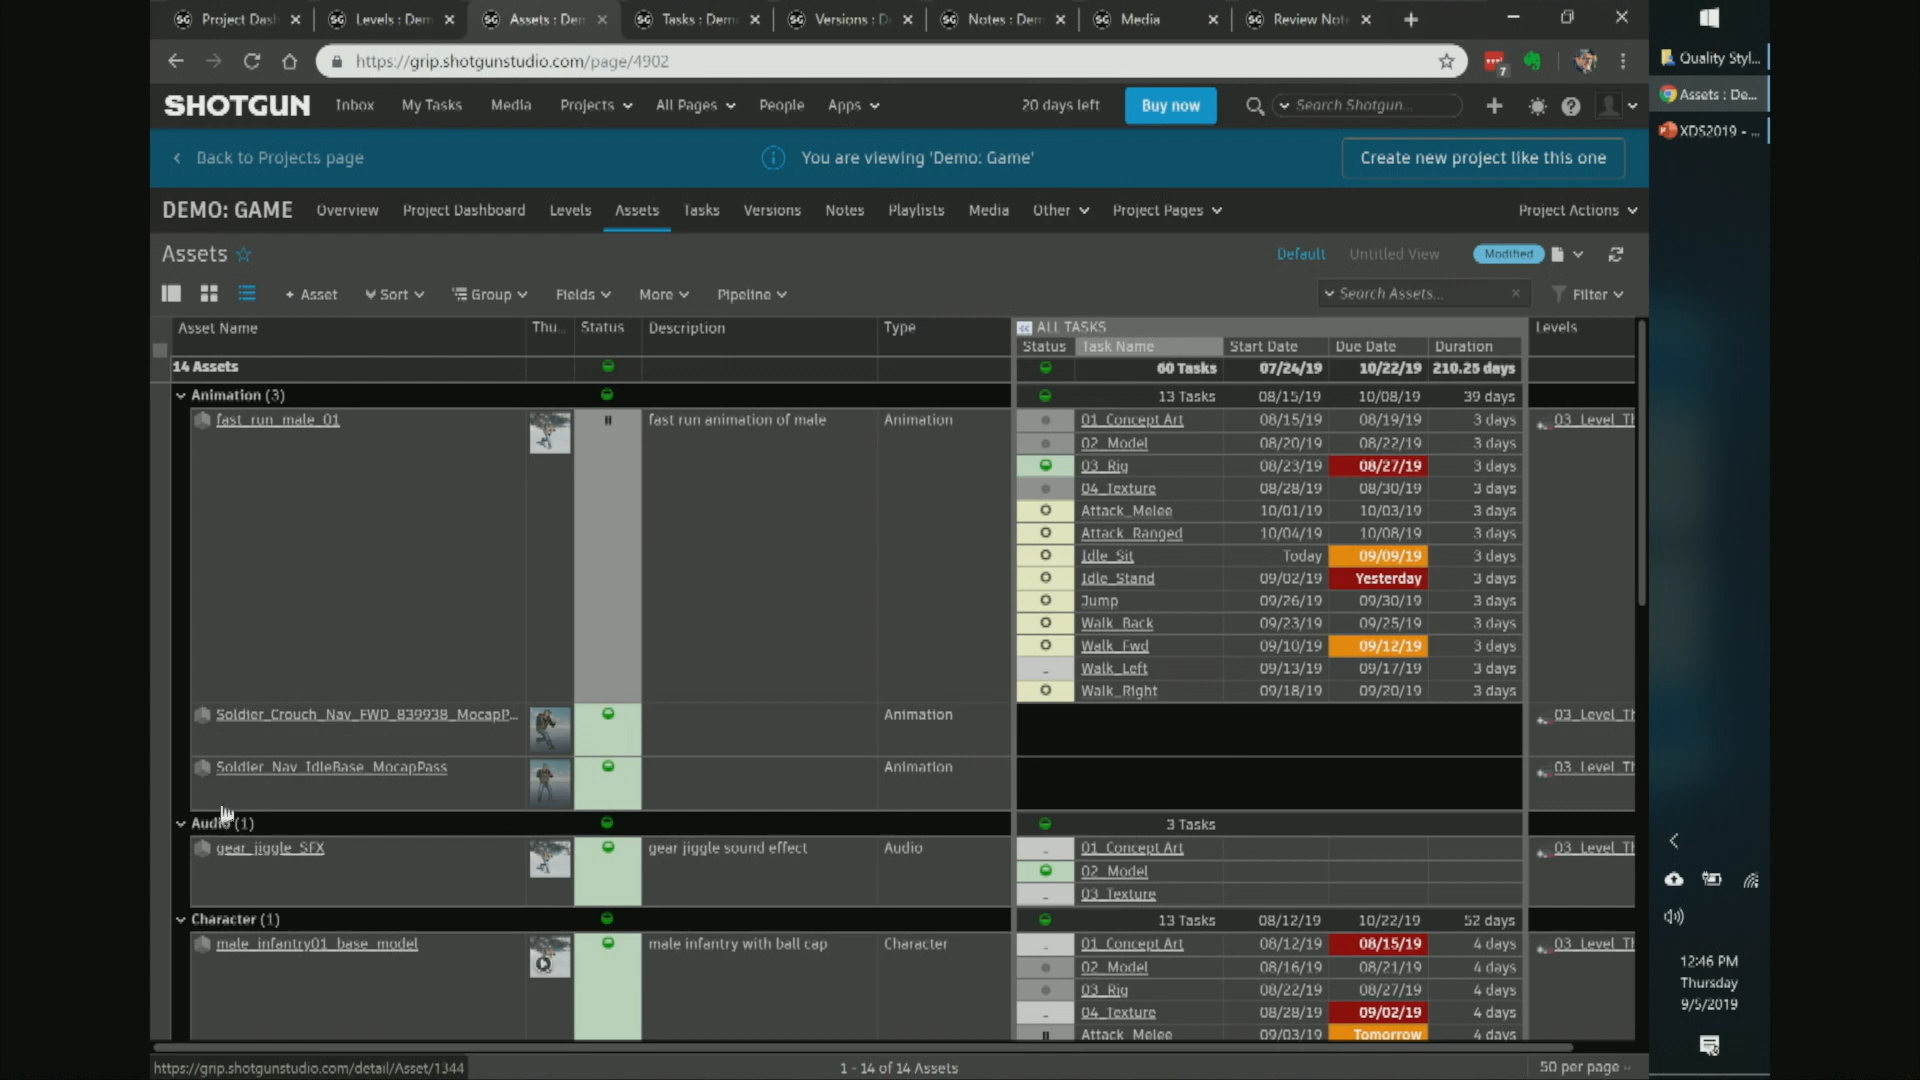 Project Dash
Levels : Dem
Assets : Dem
Tasks : Dem
Versions : D
Notes : Dem
Media
Review Not
https://grip.shotgunstudio.com/page/4902
7
SHOTGUN
Inbox
My Tasks
Media
Projects
All Pages
People
Apps
20 days left
Buy now
Search Shotgun...
Back to Projects page
You are viewing 'Demo: Game'
Create new project like this one
DEMO: GAME
Overview
Project Dashboard
Levels
Assets
Tasks
Versions
Notes
Playlists
Media
Other
Project Pages
Project Actions
Assets
Default
Untitled View
Modified
+ Asset
Sort
Group
Fields
More
Pipeline
Search Assets...
Filter
Asset Name
Thu...
Status
Description
Type
ALL TASKS
Levels
Status
Task Name
Start Date
Due Date
Duration
14 Assets
60 Tasks 07/24/19 10/22/19 210.25 days
Animation (3)
13 Tasks 08/15/19 10/08/19 39 days
fast_run_male_01
fast run animation of male
Animation
01_Concept Art 08/15/19 08/19/19 3 days
03_Level_Th
02_Model 08/20/19 08/22/19 3 days
03_Rig 08/23/19 08/27/19 3 days
04_Texture 08/28/19 08/30/19 3 days
Attack_Melee 10/01/19 10/03/19 3 days
Attack_Ranged 10/04/19 10/08/19 3 days
Idle_Sit Today 09/09/19 3 days
Idle_Stand 09/02/19 Yesterday 3 days
Jump 09/26/19 09/30/19 3 days
Walk_Back 09/23/19 09/25/19 3 days
Walk_Fwd 09/10/19 09/12/19 3 days
Walk_Left 09/13/19 09/17/19 3 days
Walk_Right 09/18/19 09/20/19 3 days
Soldier_Crouch_Nav_FWD_839938_MocapP...
Animation
03_Level_Th
Soldier_Nav_IdleBase_MocapPass
Animation
03_Level_Th
Audio (1)
3 Tasks
gear_jiggle_SFX
gear jiggle sound effect
Audio
01_Concept Art
03_Level_Th
02_Model
03_Texture
Character (1)
13 Tasks 08/12/19 10/22/19 52 days
male_infantry01_base_model
male infantry with ball cap
Character
01_Concept Art 08/12/19 08/15/19 4 days
03_Level_Th
02_Model 08/16/19 08/21/19 4 days
03_Rig 08/22/19 08/27/19 4 days
04_Texture 08/28/19 09/02/19 4 days
Attack_Melee 09/03/19 Tomorrow 4 days
https://grip.shotgunstudio.com/detail/Asset/1344
1 - 14 of 14 Assets
50 per page
Quality Styl...
Assets : De...
XDS2019 - ...
12:46 PM
Thursday
9/5/2019